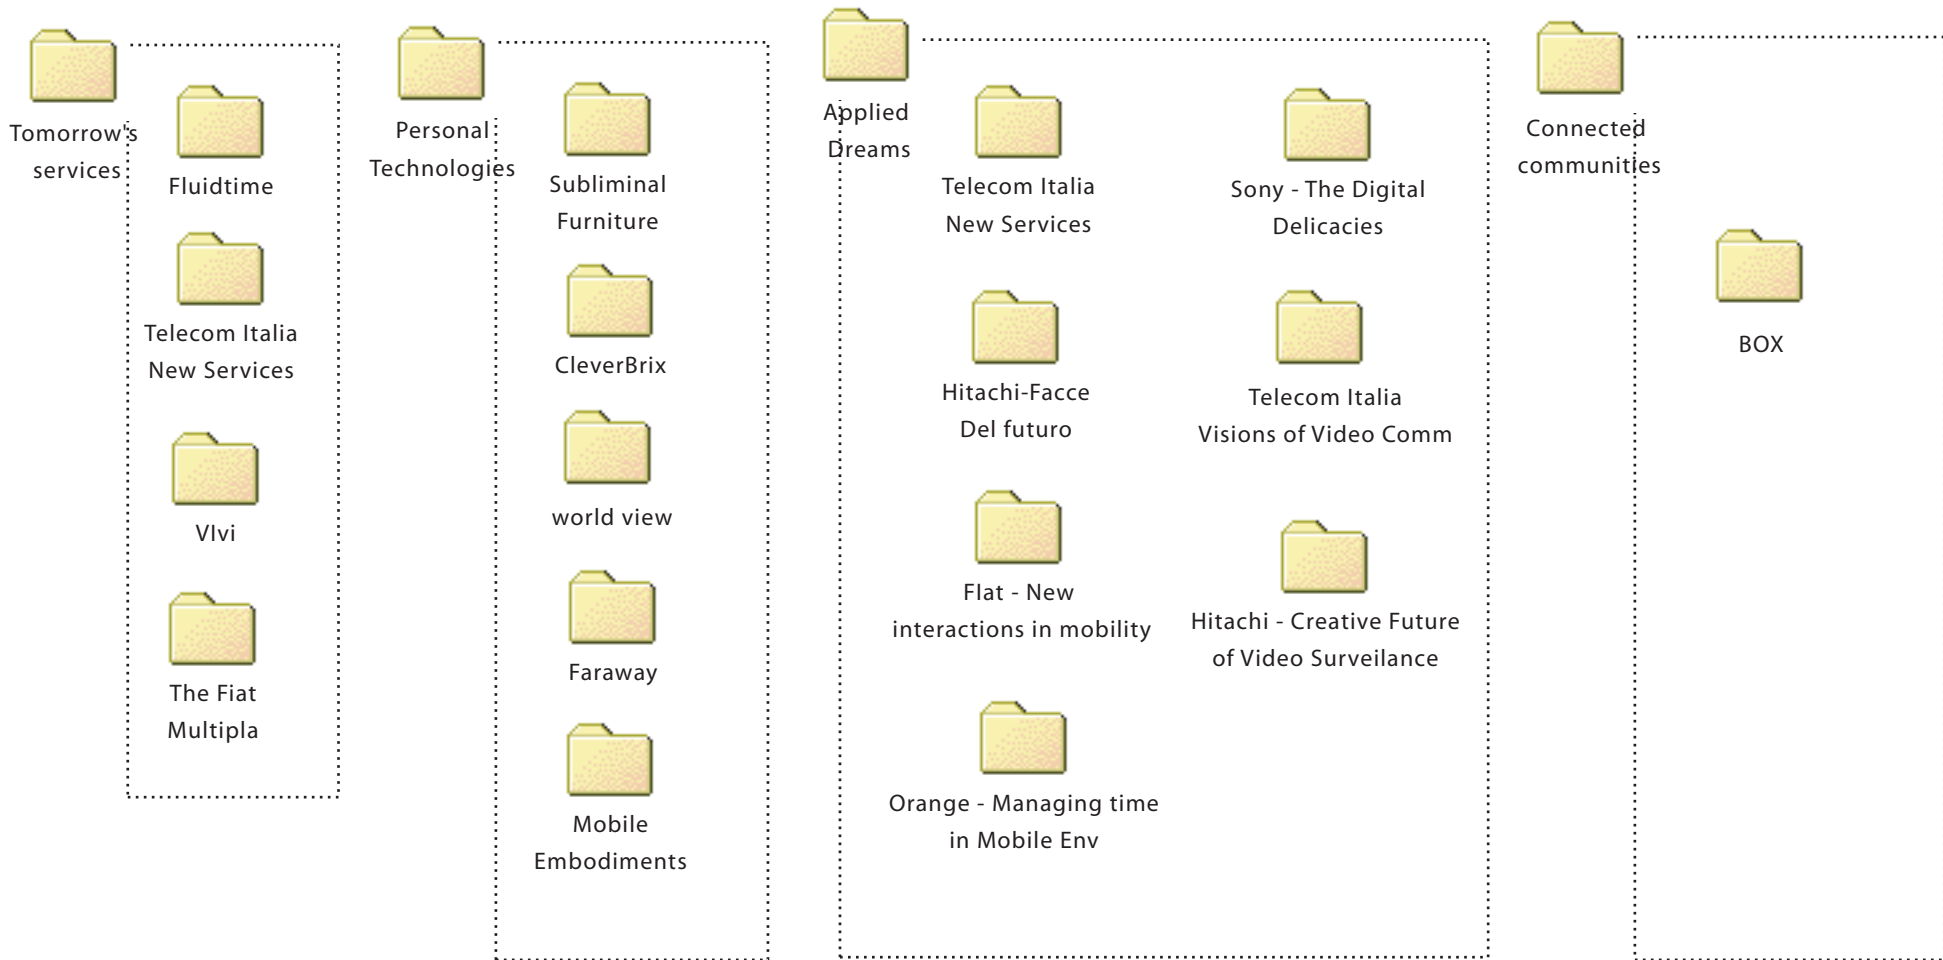 Tomorrow's
services
Fluidtime
Telecom Italia
New Services
VIvi
The Fiat
Multipla
Personal
Technologies
Subliminal
Furniture
CleverBrix
world view
Faraway
Mobile
Embodiments
Applied
Dreams
Telecom Italia
New Services
Sony - The Digital
Delicacies
Hitachi-Facce
Del futuro
Telecom Italia
Visions of Video Comm
FIat - New
interactions in mobility
Hitachi - Creative Future
of Video Surveilance
Orange - Managing time
in Mobile Env
Connected
communities
BOX